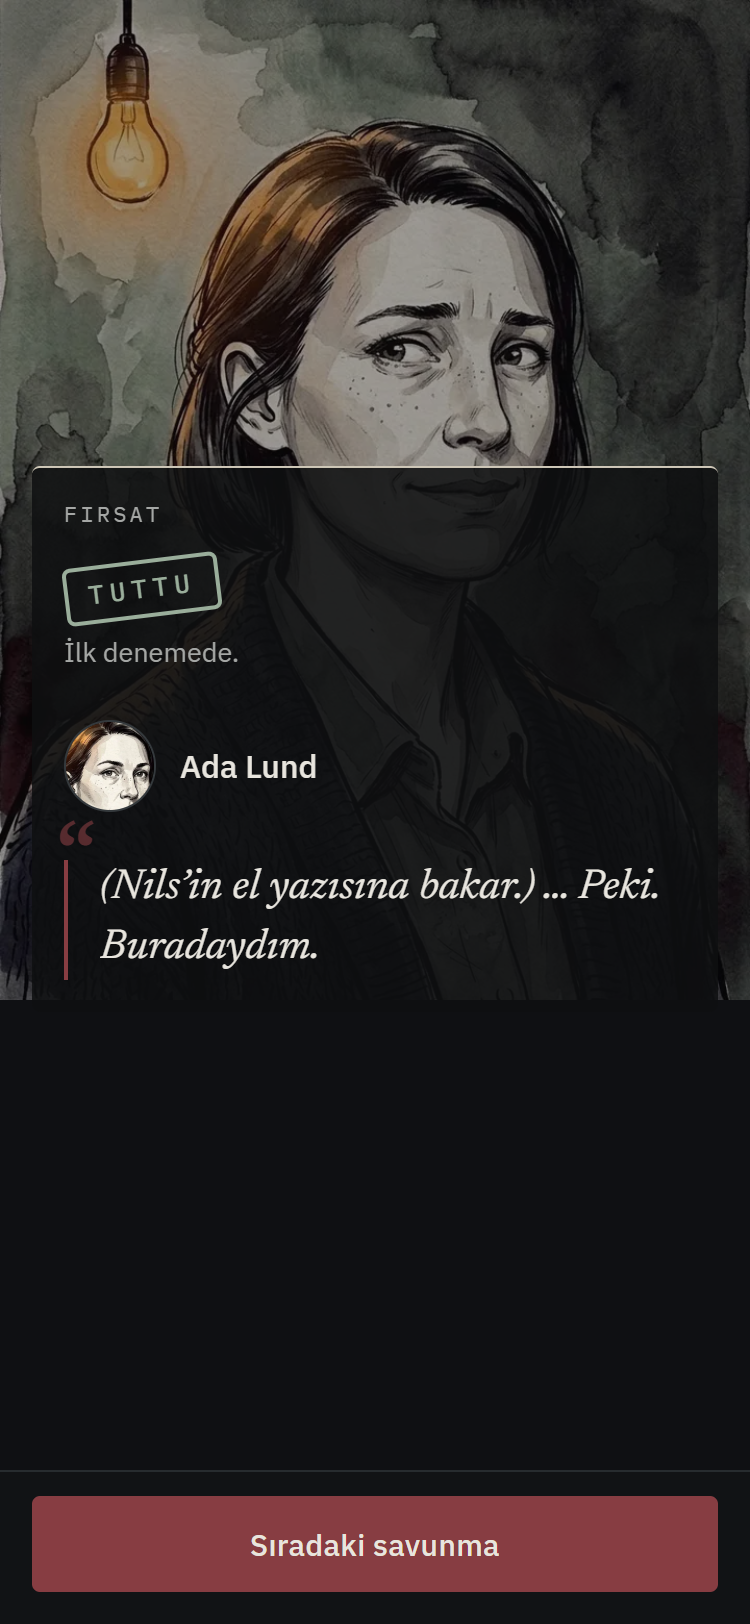 FIRSAT
TUTTU
İlk denemede.
Ada Lund
“
(Nils’in el yazısına bakar.) … Peki.
Buradaydım.
Sıradaki savunma